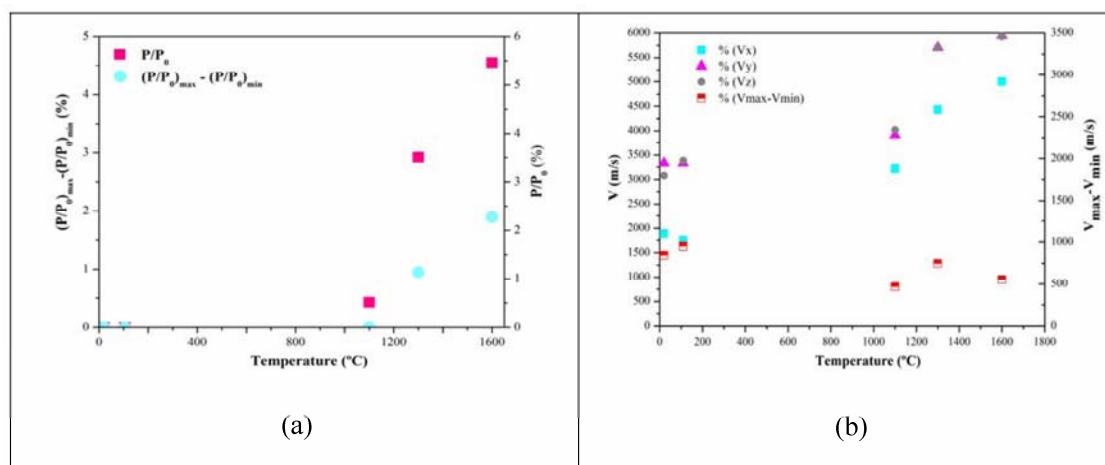 P/P0
(P/P0)max - (P/P0)min
(P/P0)max-(P/P0)min (%)
5
4
3
2
1
0
P/P0 (%)
6
5
4
3
2
1
0
0 400 800 1200 1600
Temperature (ºC)
(a)
% (Vx)
% (Vy)
% (Vz)
% (Vmax-Vmin)
V (m/s)
6000
5500
5000
4500
4000
3500
3000
2500
2000
1500
1000
500
0
Vmax-Vmin (m/s)
3500
3000
2500
2000
1500
1000
500
0
0 200 400 600 800 1000 1200 1400 1600 1800
Temperature (ºC)
(b)